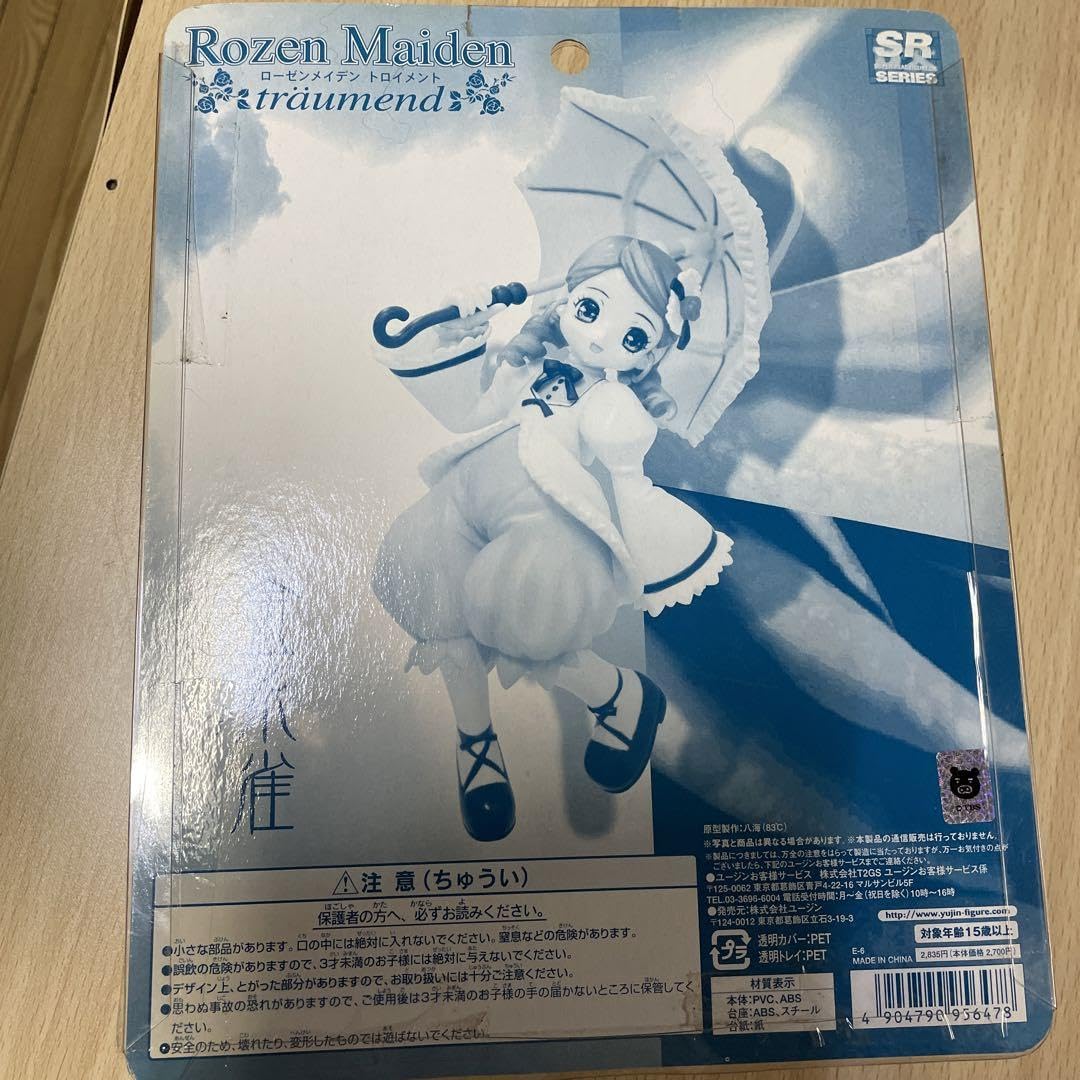 Rozen Maiden
ローゼンメイデン トロイメント
träumend
SR
SERIES
雀
原型製作:八海(83℃)
※写真と商品は異なる場合があります。※本製品の通信販売は行っておりません。
※製品につきましては、万全の注意をはらって製造に当たっておりますが、万一お気付きの点が
ございましたら、下記のユージンお客様サービスまでご連絡ください。
●ユージンお客様サービス 株式会社T2GS ユージンお客様サービス係
〒125-0062 東京都葛飾区青戸4-22-16 マルサンビル5F
TEL.03-3696-6004 電話受付時間:月〜金(祝日を除く)10時〜16時
●発売元:株式会社ユージン
〒124-0012 東京都葛飾区立石3-19-3
http://www.yujin-figure.com
対象年齢15歳以上
プラ
透明カバー:PET
透明トレイ:PET
E-6
MADE IN CHINA
2,835円[本体価格 2,700円]
材質表示
本体:PVC、ABS
台座:ABS、スチール
台紙:紙
4 904790 956478
⚠注意(ちゅうい)
保護者の方へ、必ずお読みください。
●小さな部品があります。口の中には絶対に入れないでください。窒息などの危険があります。
●誤飲の危険がありますので、3才未満のお子様には絶対に与えないでください。
●デザイン上、とがった部分がありますので、お取り扱いには十分ご注意ください。
●思わぬ事故の恐れがありますので、ご使用後は3才未満のお子様の手の届かないところに保管してく
ださい。
●安全のため、壊れたり、変形したものでは遊ばないでください。